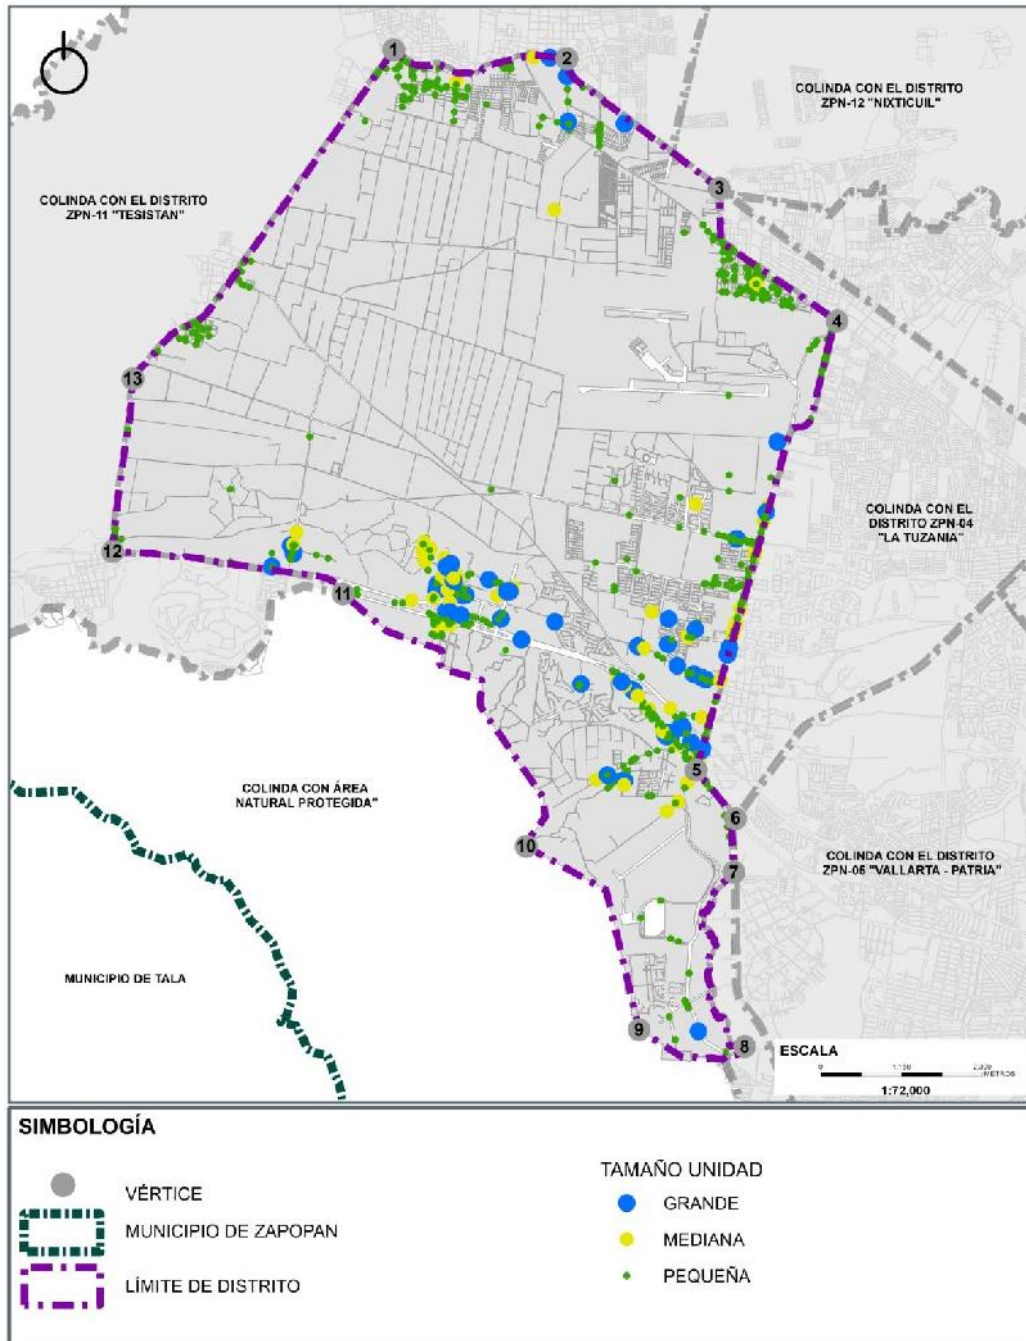 1
2
COLINDA CON EL DISTRITO
ZPN-12 "NIXTICUIL"
3
COLINDA CON EL DISTRITO
ZPN-11 "TESISTAN"
4
13
COLINDA CON EL
DISTRITO ZPN-04
"LA TUZANIA"
12
11
5
COLINDA CON ÁREA
NATURAL PROTEGIDA"
6
10
COLINDA CON EL DISTRITO
ZPN-05 "VALLARTA - PATRIA"
7
MUNICIPIO DE TALA
9
8
ESCALA
0
METROS
1:72,000
SIMBOLOGÍA
VÉRTICE
MUNICIPIO DE ZAPOPAN
LÍMITE DE DISTRITO
TAMAÑO UNIDAD
GRANDE
MEDIANA
PEQUEÑA